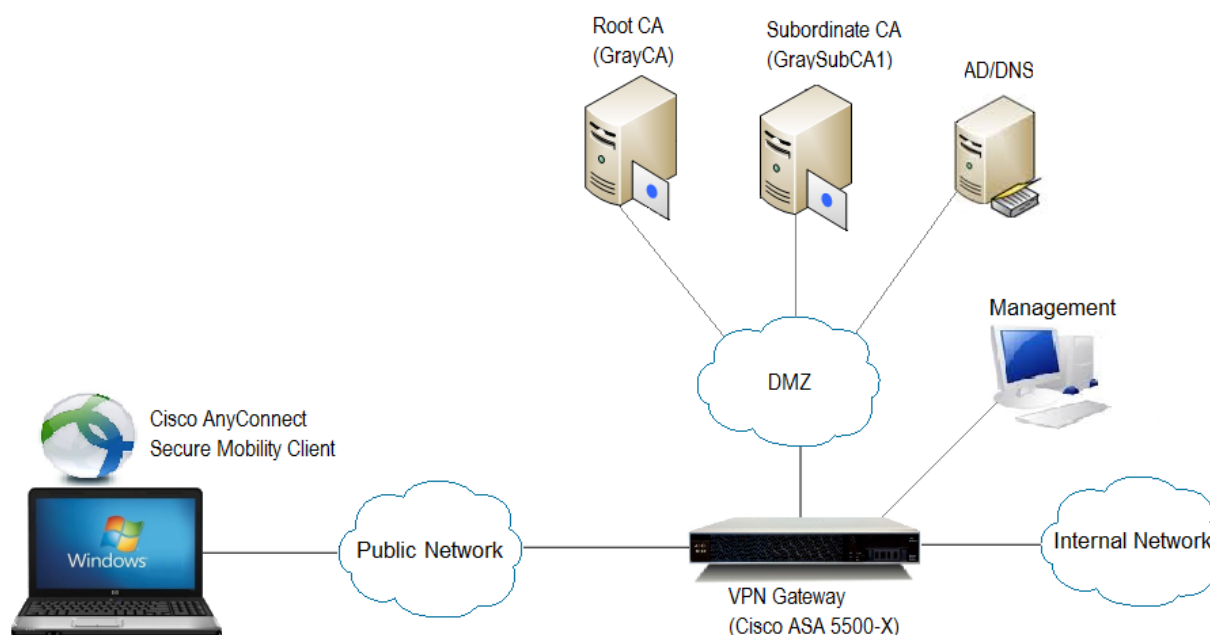 Root CA
(GrayCA)
Subordinate CA
(GraySubCA1)
AD/DNS
Management
DMZ
Cisco AnyConnect
Secure Mobility Client
Windows
Public Network
Internal Network
VPN Gateway
(Cisco ASA 5500-X)